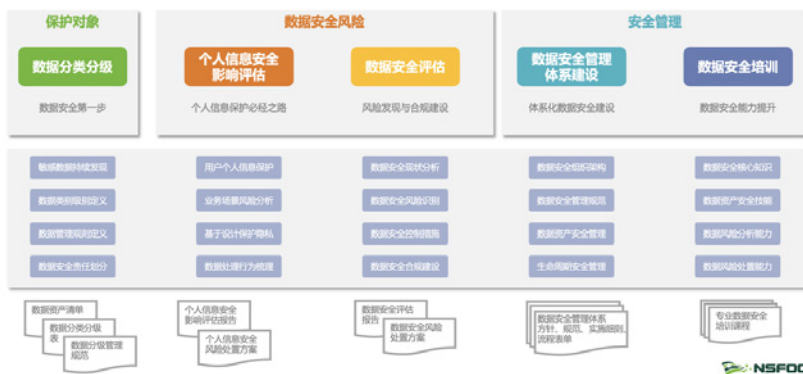 保护对象
数据安全风险
安全管理
数据分类分级
个人信息安全
影响评估
数据安全评估
数据安全管理
体系建设
数据安全培训
数据安全第一步
个人信息保护必经之路
风险发现与合规建设
体系化数据安全建设
数据安全能力提升
敏感数据持续发现
用户个人信息保护
数据安全现状分析
数据安全组织架构
数据安全核心知识
数据类别级别定义
业务场景风险分析
数据安全风险识别
数据安全管理规范
数据资产安全技能
数据管理规则定义
基于设计保护隐私
数据安全控制措施
数据资产安全管理
数据风险分析能力
数据安全责任划分
数据处理行为梳理
数据安全合规建设
生命周期安全管理
数据风险处置能力
数据资产清单
数据分类分级
表
数据分级管理
规范
个人信息安全
影响评估报告
个人信息安全
风险处置方案
数据安全评估
报告
数据安全风险
处置方案
数据安全管理体系
方针、规范、实施细则、
流程表单
专业数据安全
培训课程
NSFOC